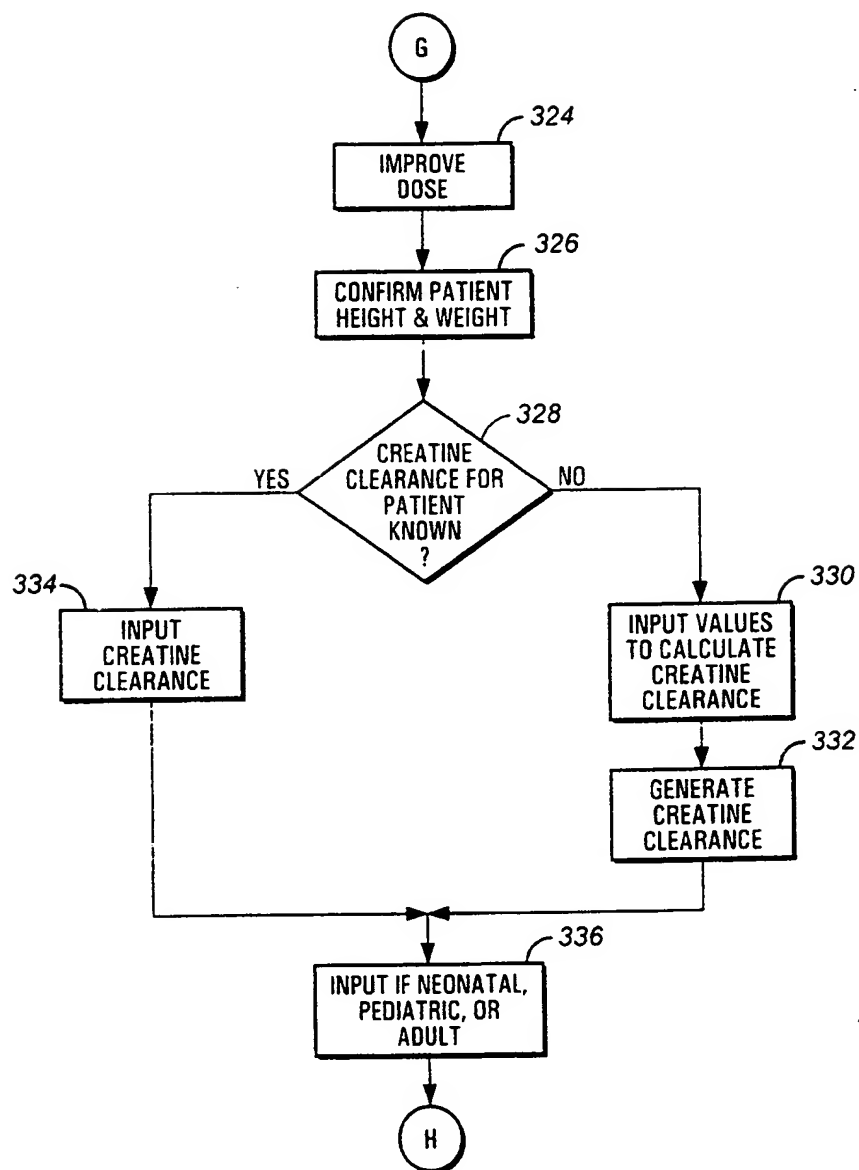 G
324
IMPROVE
DOSE
326
CONFIRM PATIENT
HEIGHT & WEIGHT
328
CREATINE
CLEARANCE FOR
PATIENT
KNOWN
?
YES
NO
334
INPUT
CREATINE
CLEARANCE
330
INPUT VALUES
TO CALCULATE
CREATINE
CLEARANCE
332
GENERATE
CREATINE
CLEARANCE
336
INPUT IF NEONATAL,
PEDIATRIC, OR
ADULT
H